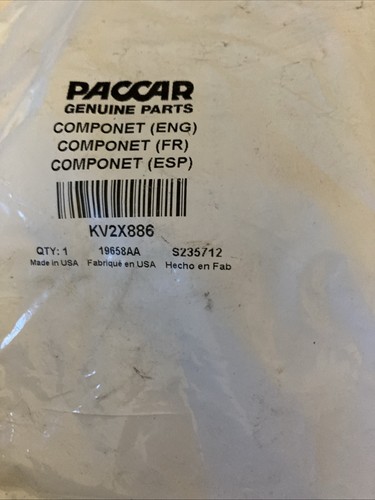 PACCAR
GENUINE PARTS
COMPONET (ENG)
COMPONET (FR)
COMPONET (ESP)
KV2X886
QTY: 1 19658AA S235712
Made in USA Fabriqué en USA Hecho en Fab